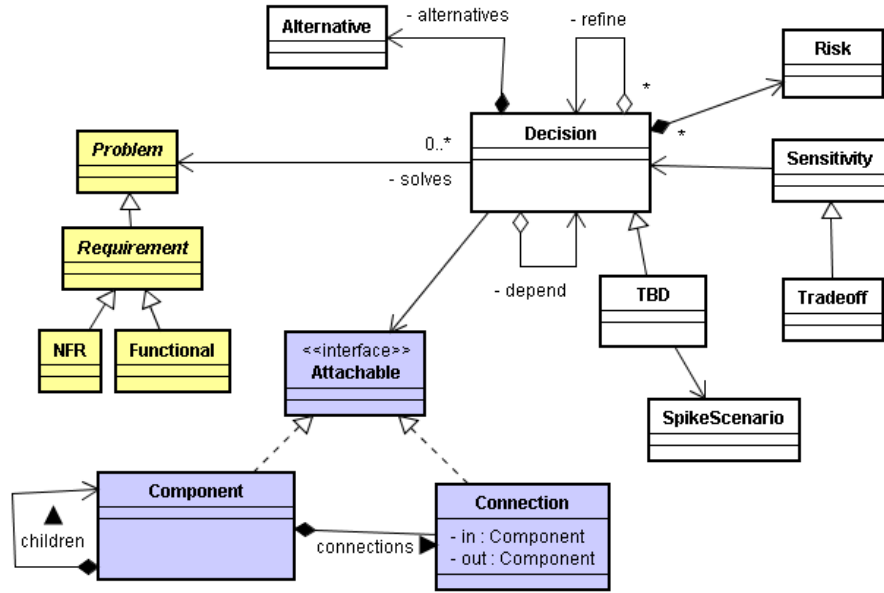 Alternative
- alternatives
- refine
*
Risk
*
Decision
0..*
- solves
Problem
Sensitivity
Requirement
- depend
TBD
Tradeoff
NFR
Functional
<<interface>>
Attachable
SpikeScenario
Component
children
connections
Connection
- in : Component
- out : Component